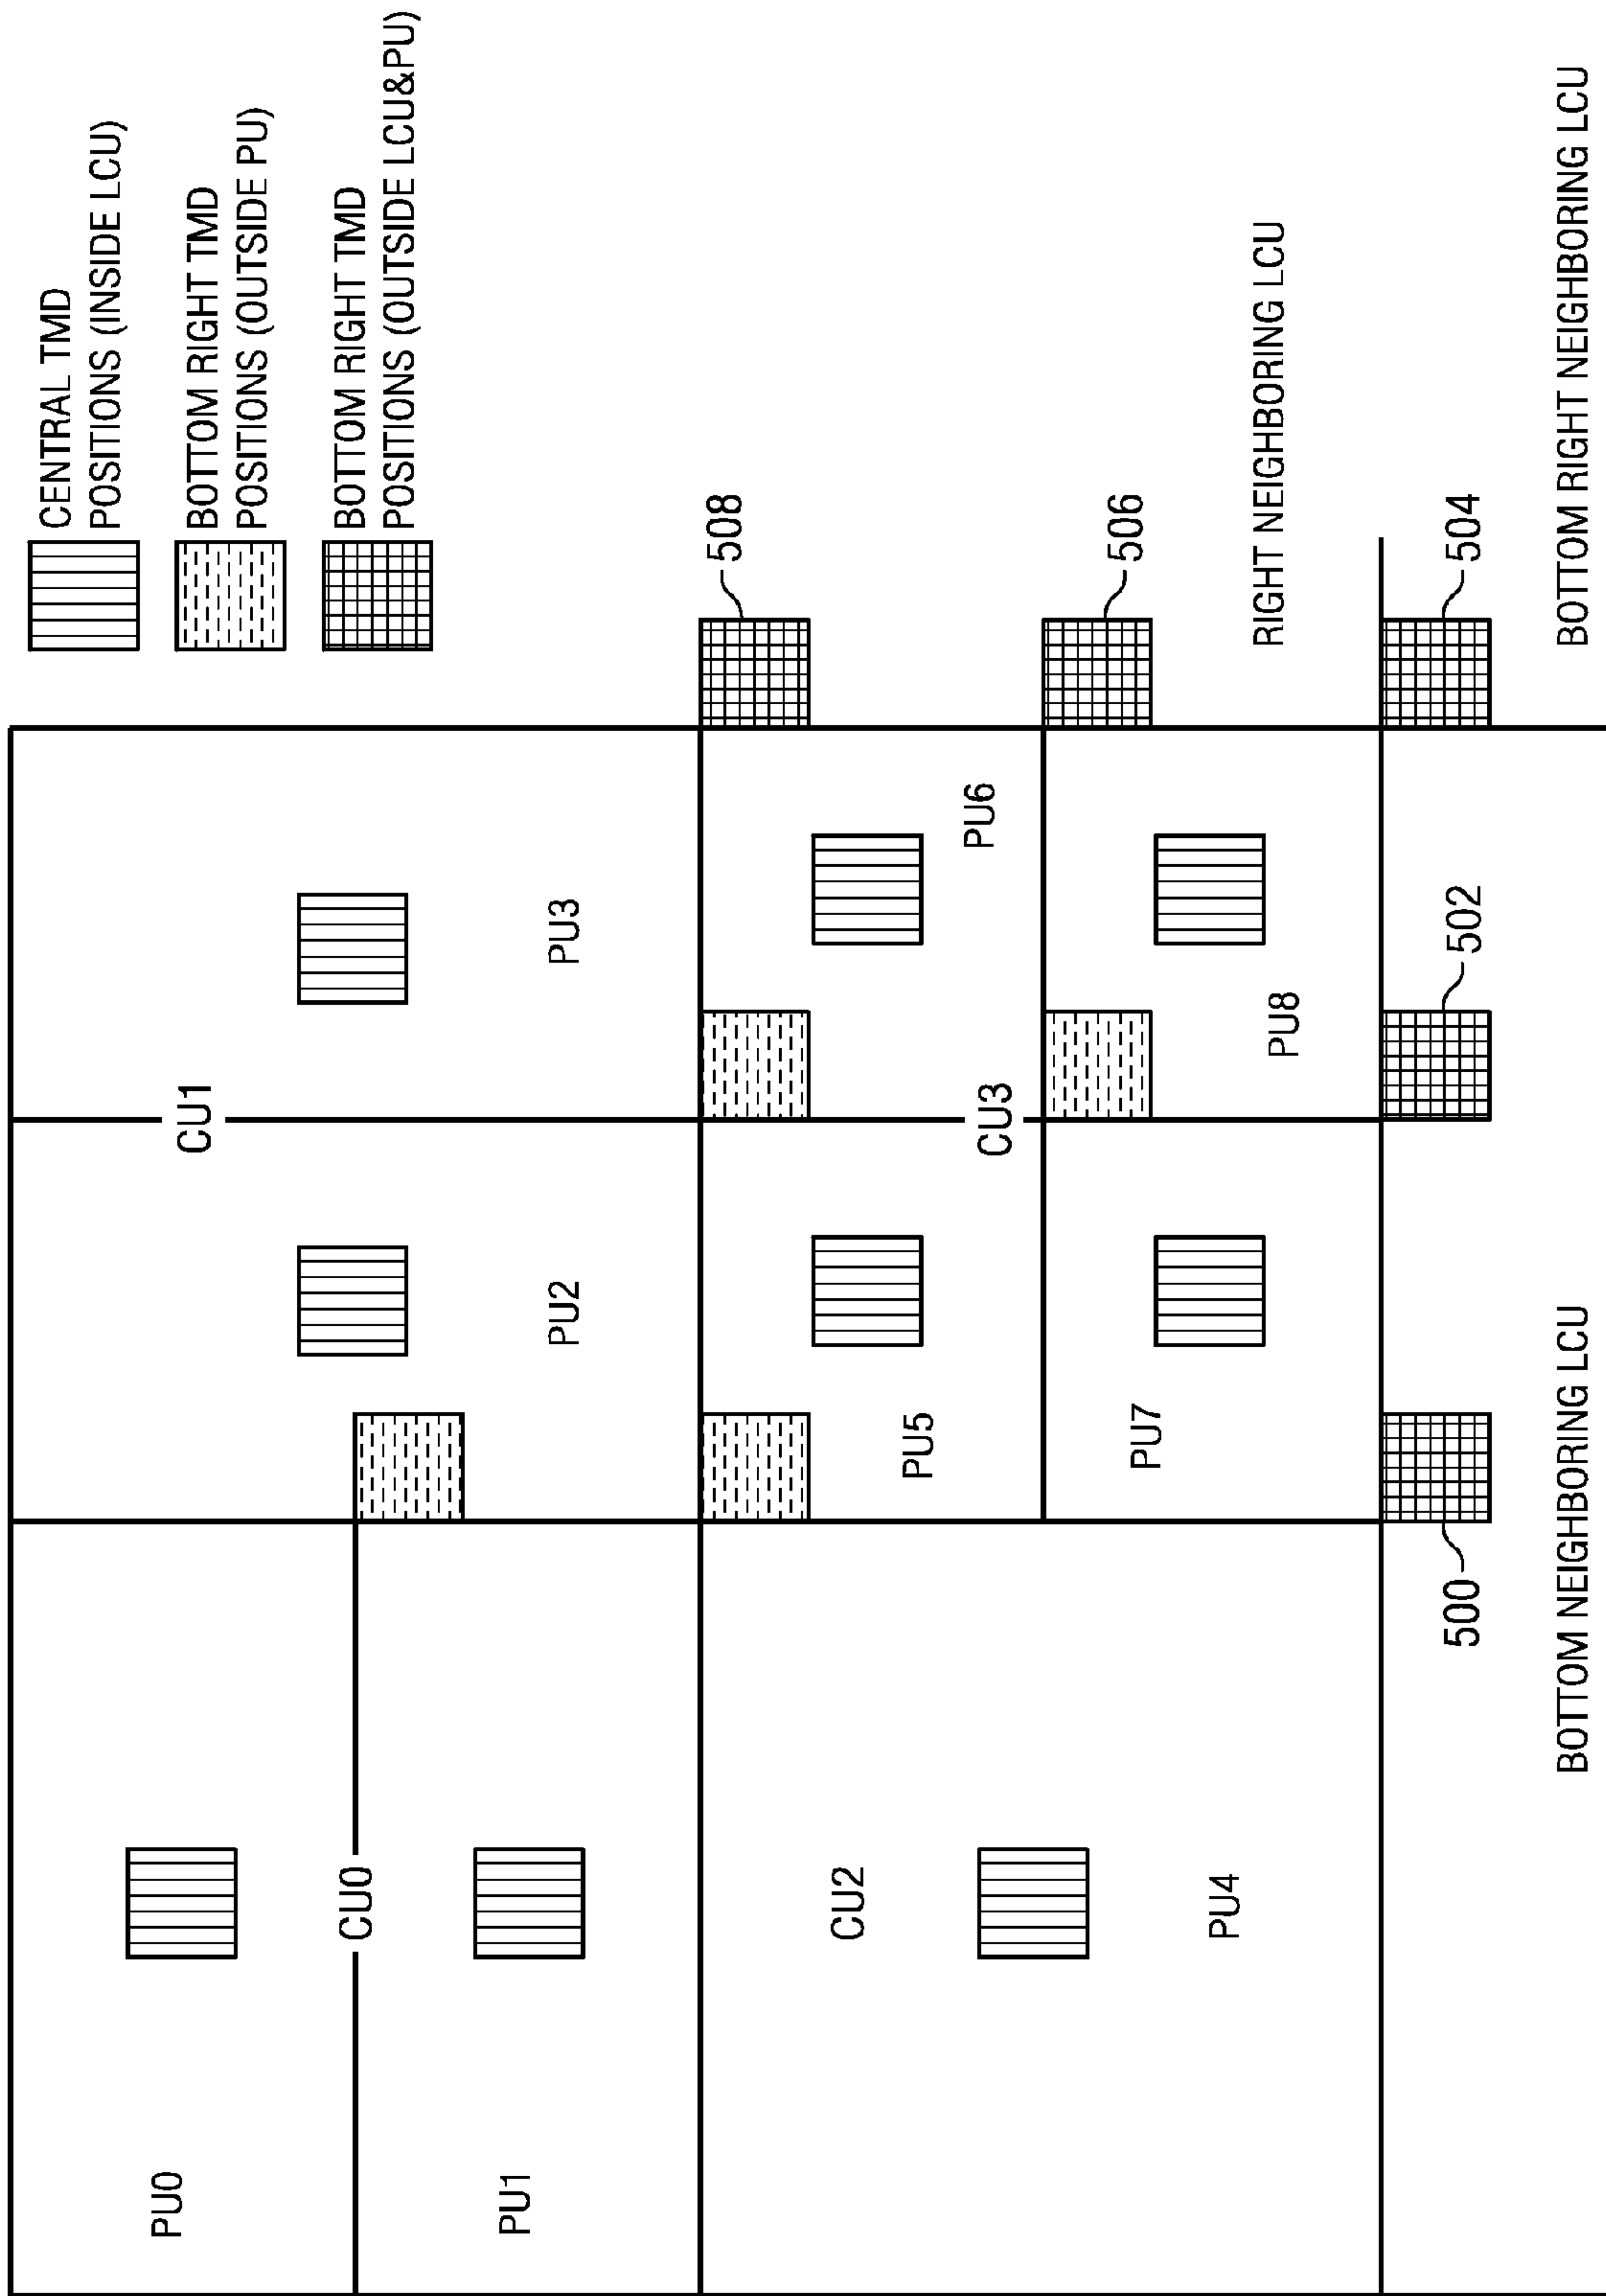 CENTRAL TMD
POSITIONS (INSIDE LCU)
BOTTOM RIGHT TMD
POSITIONS (OUTSIDE PU)
BOTTOM RIGHT TMD
POSITIONS (OUTSIDE LCU&PU)
PU0
CU1
CU0
PU1
PU2
PU3
508
CU2
PU5
CU3
PU6
506
PU4
PU7
PU8
RIGHT NEIGHBORING LCU
500
502
504
BOTTOM NEIGHBORING LCU
BOTTOM RIGHT NEIGHBORING LCU